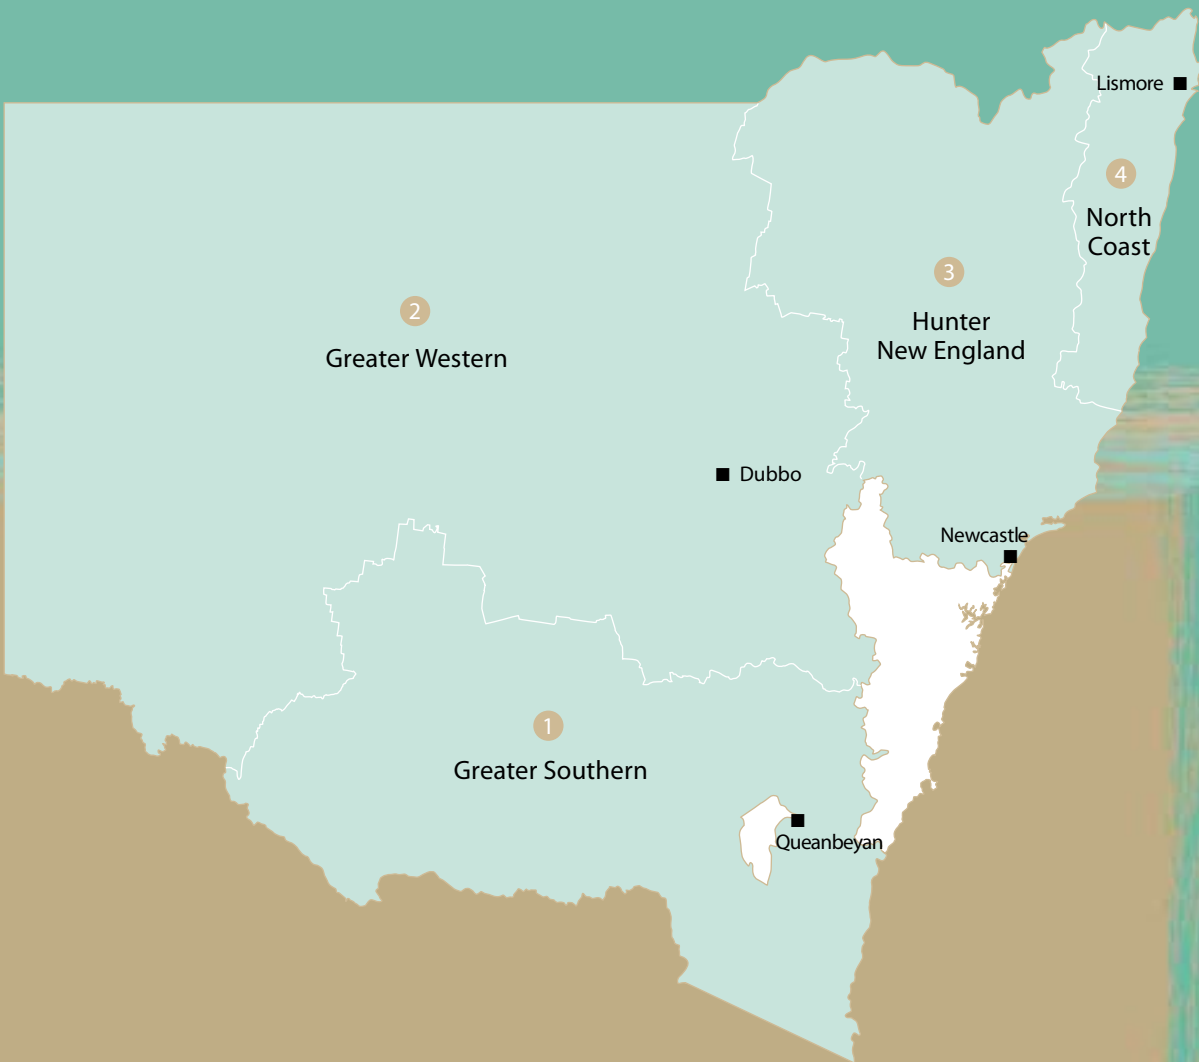 Lismore
4
North
Coast
3
Hunter
New England
2
Greater Western
Dubbo
Newcastle
1
Greater Southern
Queanbeyan